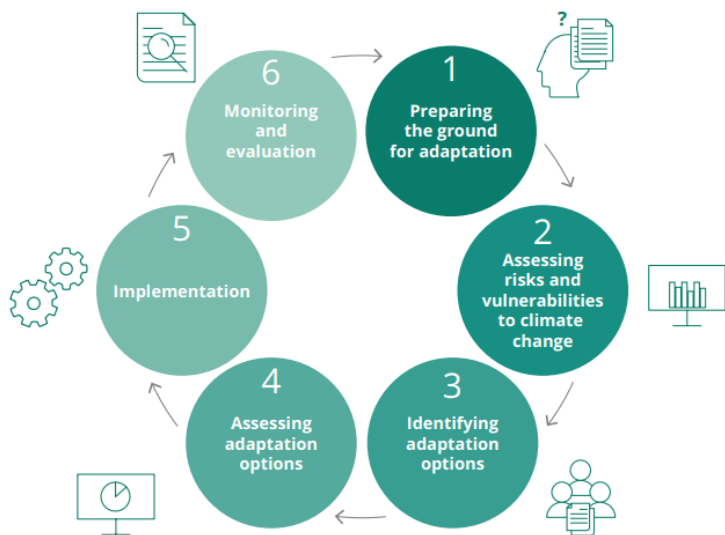 1
Preparing
the ground
for adaptation
?
2
Assessing
risks and
vulnerabilities
to climate
change
3
Identifying
adaptation
options
4
Assessing
adaptation
options
5
Implementation
6
Monitoring
and
evaluation